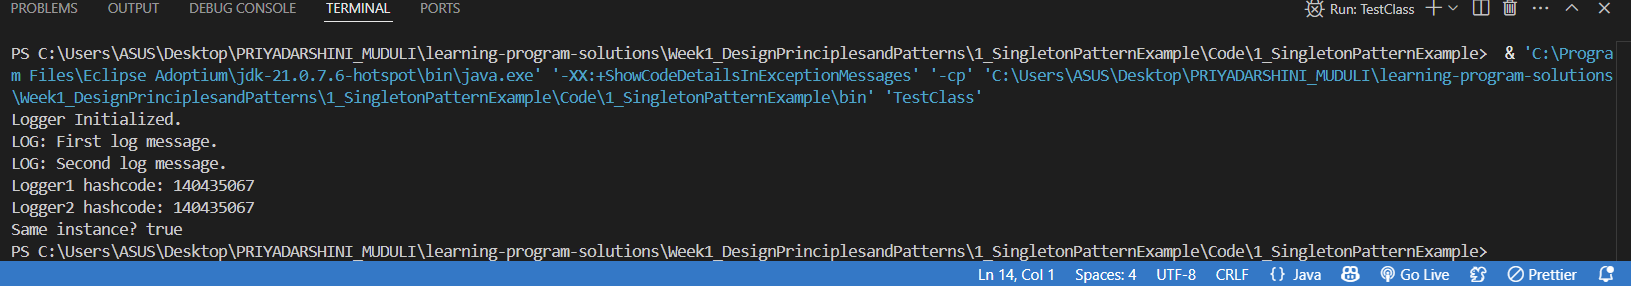 PROBLEMS OUTPUT DEBUG CONSOLE TERMINAL PORTS Run: TestClass
PS C:\Users\ASUS\Desktop\PRIYADARSHINI_MUDULI\learning-program-solutions\Week1_DesignPrinciplesandPatterns\1_SingletonPatternExample\Code\1_SingletonPatternExample> & 'C:\Progra
m Files\Eclipse Adoptium\jdk-21.0.7.6-hotspot\bin\java.exe' '-XX:+ShowCodeDetailsInExceptionMessages' '-cp' 'C:\Users\ASUS\Desktop\PRIYADARSHINI_MUDULI\learning-program-solutions
\Week1_DesignPrinciplesandPatterns\1_SingletonPatternExample\Code\1_SingletonPatternExample\bin' 'TestClass'
Logger Initialized.
LOG: First log message.
LOG: Second log message.
Logger1 hashcode: 140435067
Logger2 hashcode: 140435067
Same instance? true
PS C:\Users\ASUS\Desktop\PRIYADARSHINI_MUDULI\learning-program-solutions\Week1_DesignPrinciplesandPatterns\1_SingletonPatternExample\Code\1_SingletonPatternExample>
Ln 14, Col 1 Spaces: 4 UTF-8 CRLF {} Java Go Live Prettier